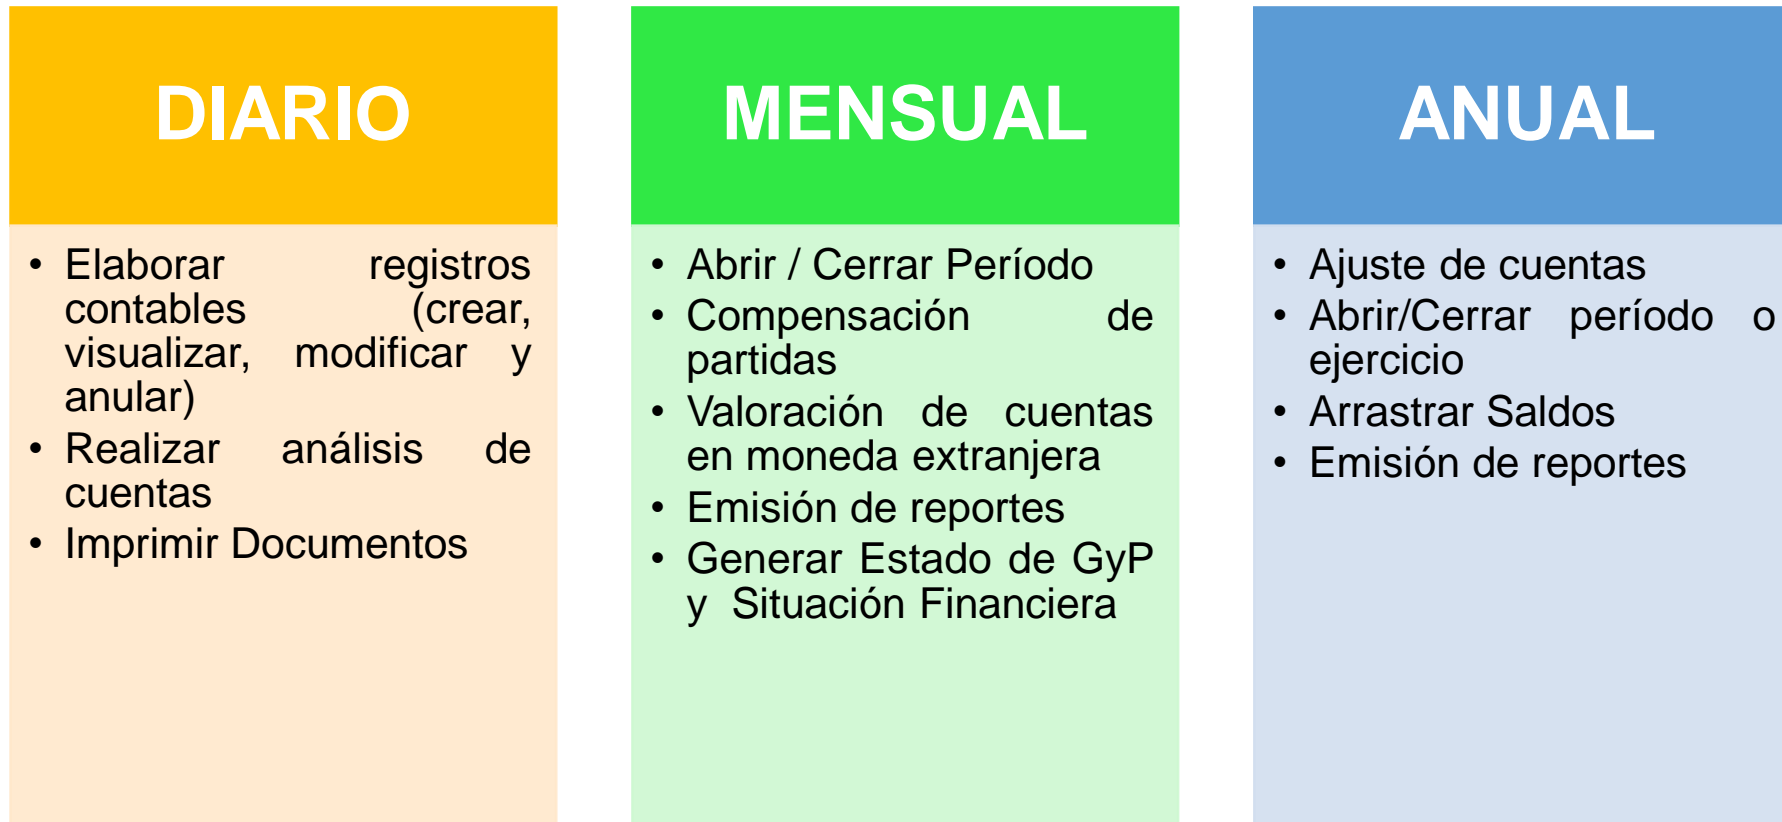 DIARIO
• Elaborar registros
contables (crear,
visualizar, modificar y
anular)
• Realizar análisis de
cuentas
• Imprimir Documentos
MENSUAL
• Abrir / Cerrar Período
• Compensación de
partidas
• Valoración de cuentas
en moneda extranjera
• Emisión de reportes
• Generar Estado de GyP
y Situación Financiera
ANUAL
• Ajuste de cuentas
• Abrir/Cerrar período o
ejercicio
• Arrastrar Saldos
• Emisión de reportes